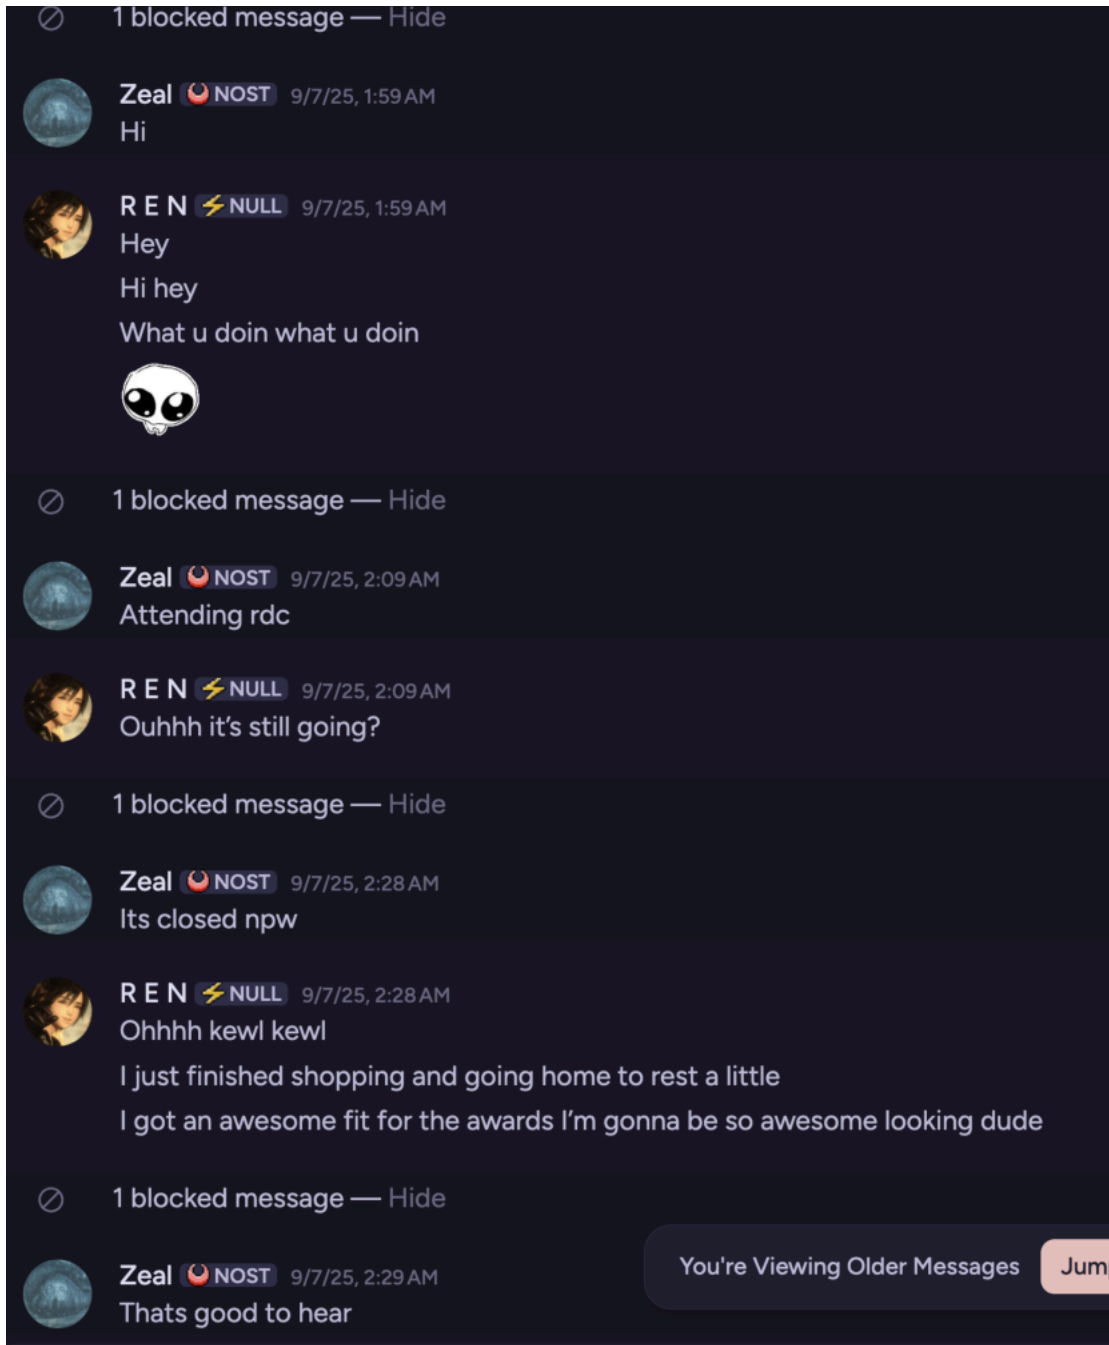 1 blocked message — Hide
Zeal NOST 9/7/25, 1:59 AM
Hi
R E N NULL 9/7/25, 1:59 AM
Hey
Hi hey
What u doin what u doin
1 blocked message — Hide
Zeal NOST 9/7/25, 2:09 AM
Attending rdc
R E N NULL 9/7/25, 2:09 AM
Ouhhh it’s still going?
1 blocked message — Hide
Zeal NOST 9/7/25, 2:28 AM
Its closed npw
R E N NULL 9/7/25, 2:28 AM
Ohhhh kewl kewl
I just finished shopping and going home to rest a little
I got an awesome fit for the awards I’m gonna be so awesome looking dude
1 blocked message — Hide
You're Viewing Older Messages Jum
Zeal NOST 9/7/25, 2:29 AM
Thats good to hear